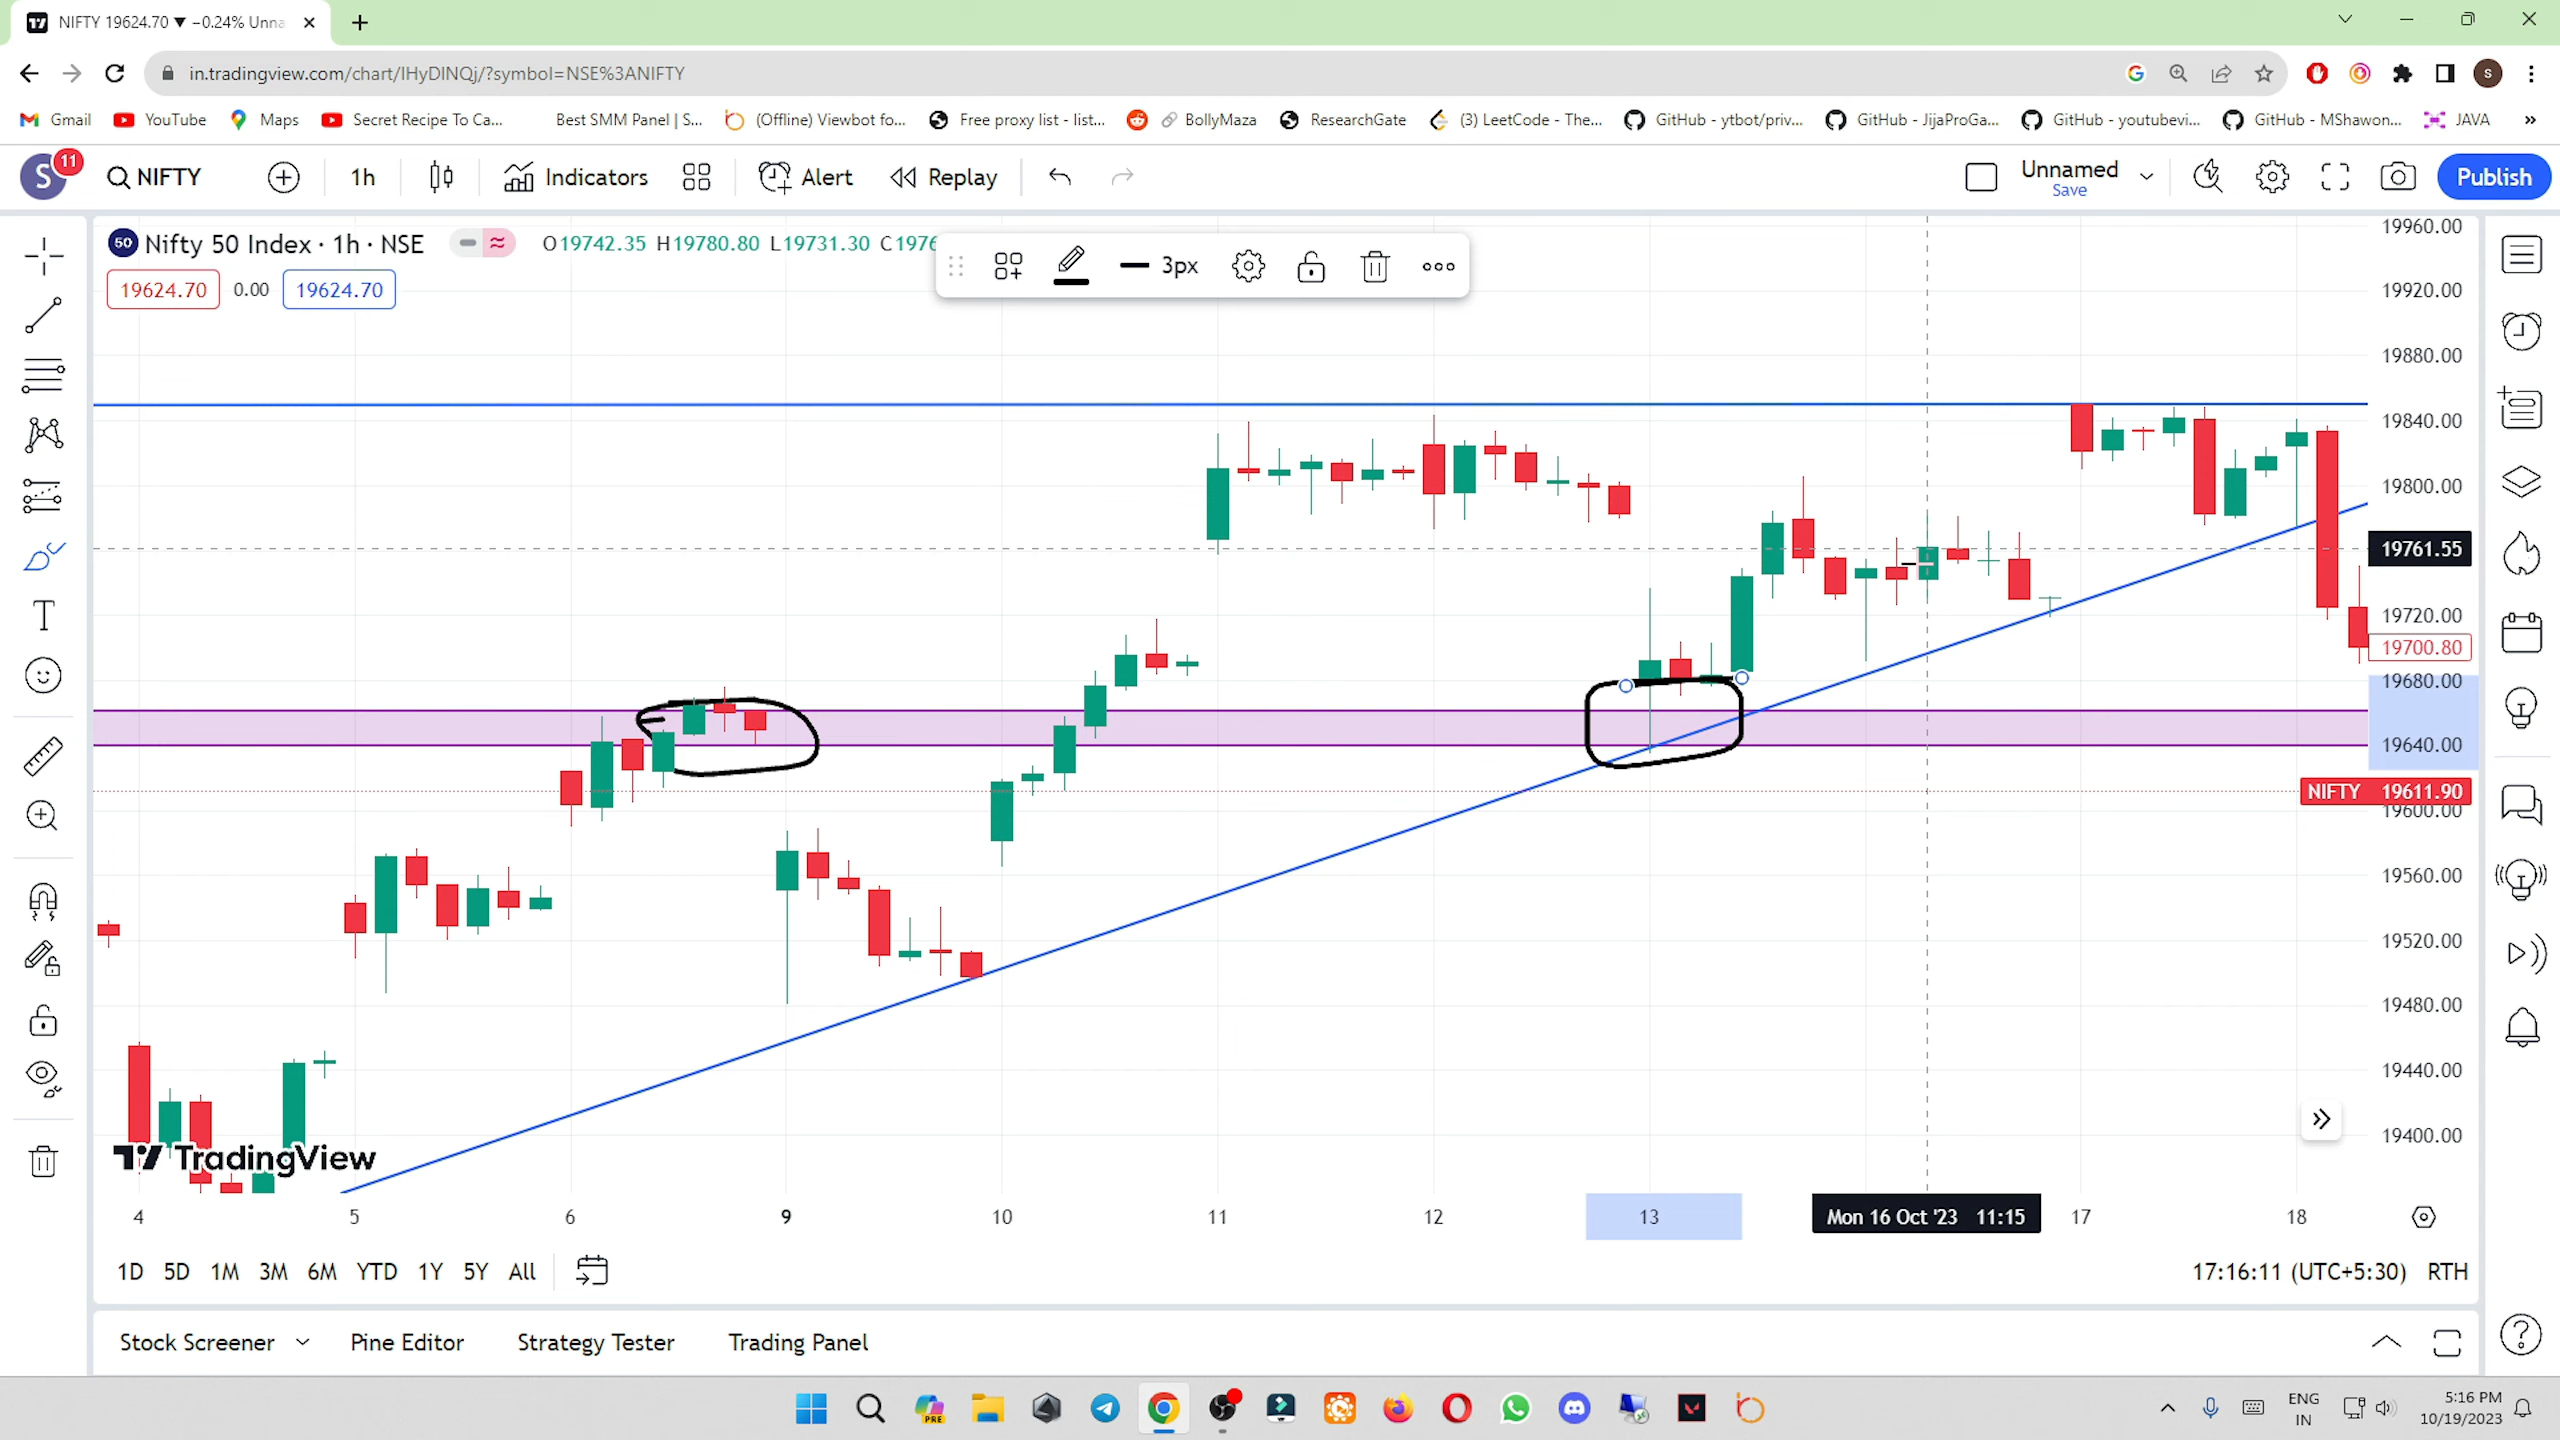 NIFTY 19624.70 ▼ −0.24% Unna
in.tradingview.com/chart/IHyDINQj/?symbol=NSE%3ANIFTY
S
Gmail YouTube Maps Secret Recipe To Ca... Best SMM Panel | S... (Offline) Viewbot fo... Free proxy list - list... BollyMaza ResearchGate (3) LeetCode - The... GitHub - ytbot/priv... GitHub - JijaProGa... GitHub - youtubevi... GitHub - MShawon... JAVA »
S 11 NIFTY 1h Indicators Alert Replay Unnamed Save Publish
50 Nifty 50 Index · 1h · NSE O19742.35 H19780.80 L19731.30 C1976
3px
19624.70 0.00 19624.70
19960.00
19920.00
19880.00
19840.00
19800.00
19761.55
19720.00
19700.80
19680.00
19640.00
NIFTY 19611.90
19600.00
19560.00
19520.00
19480.00
19440.00
19400.00
TradingView
4 5 6 9 10 11 12 13 Mon 16 Oct '23 11:15 17 18
1D 5D 1M 3M 6M YTD 1Y 5Y All 17:16:11 (UTC+5:30) RTH
Stock Screener Pine Editor Strategy Tester Trading Panel
PRE
ENG
IN
5:16 PM
10/19/2023